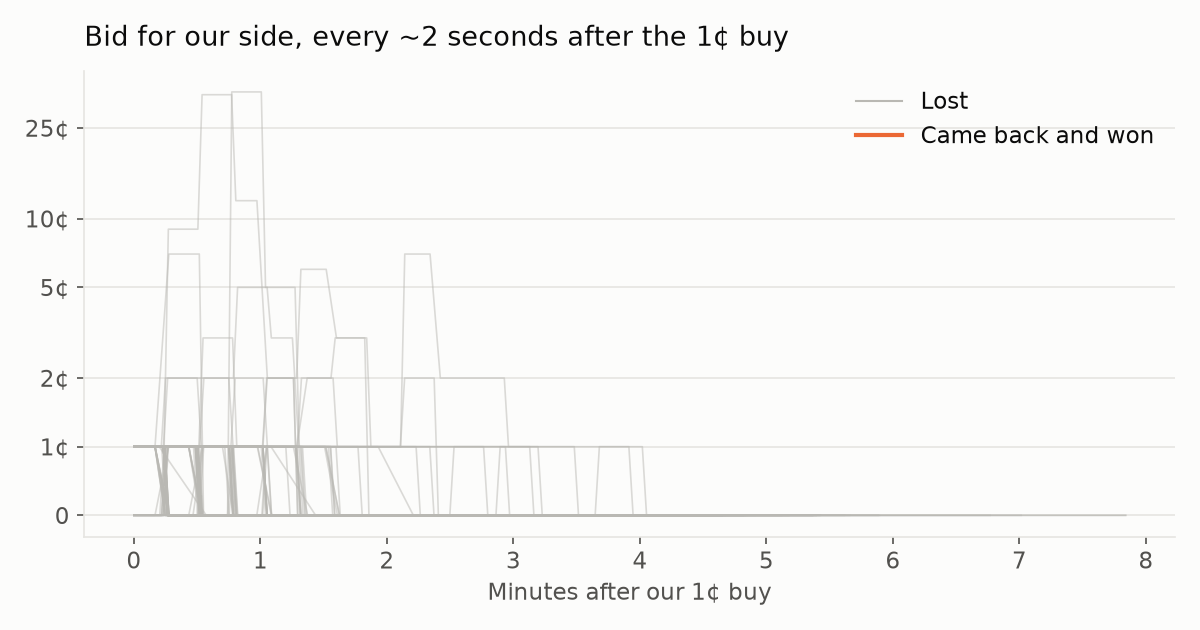 Bid for our side, every ~2 seconds after the 1¢ buy
Lost
Came back and won
25¢
10¢
5¢
2¢
1¢
0
0 1 2 3 4 5 6 7 8
Minutes after our 1¢ buy